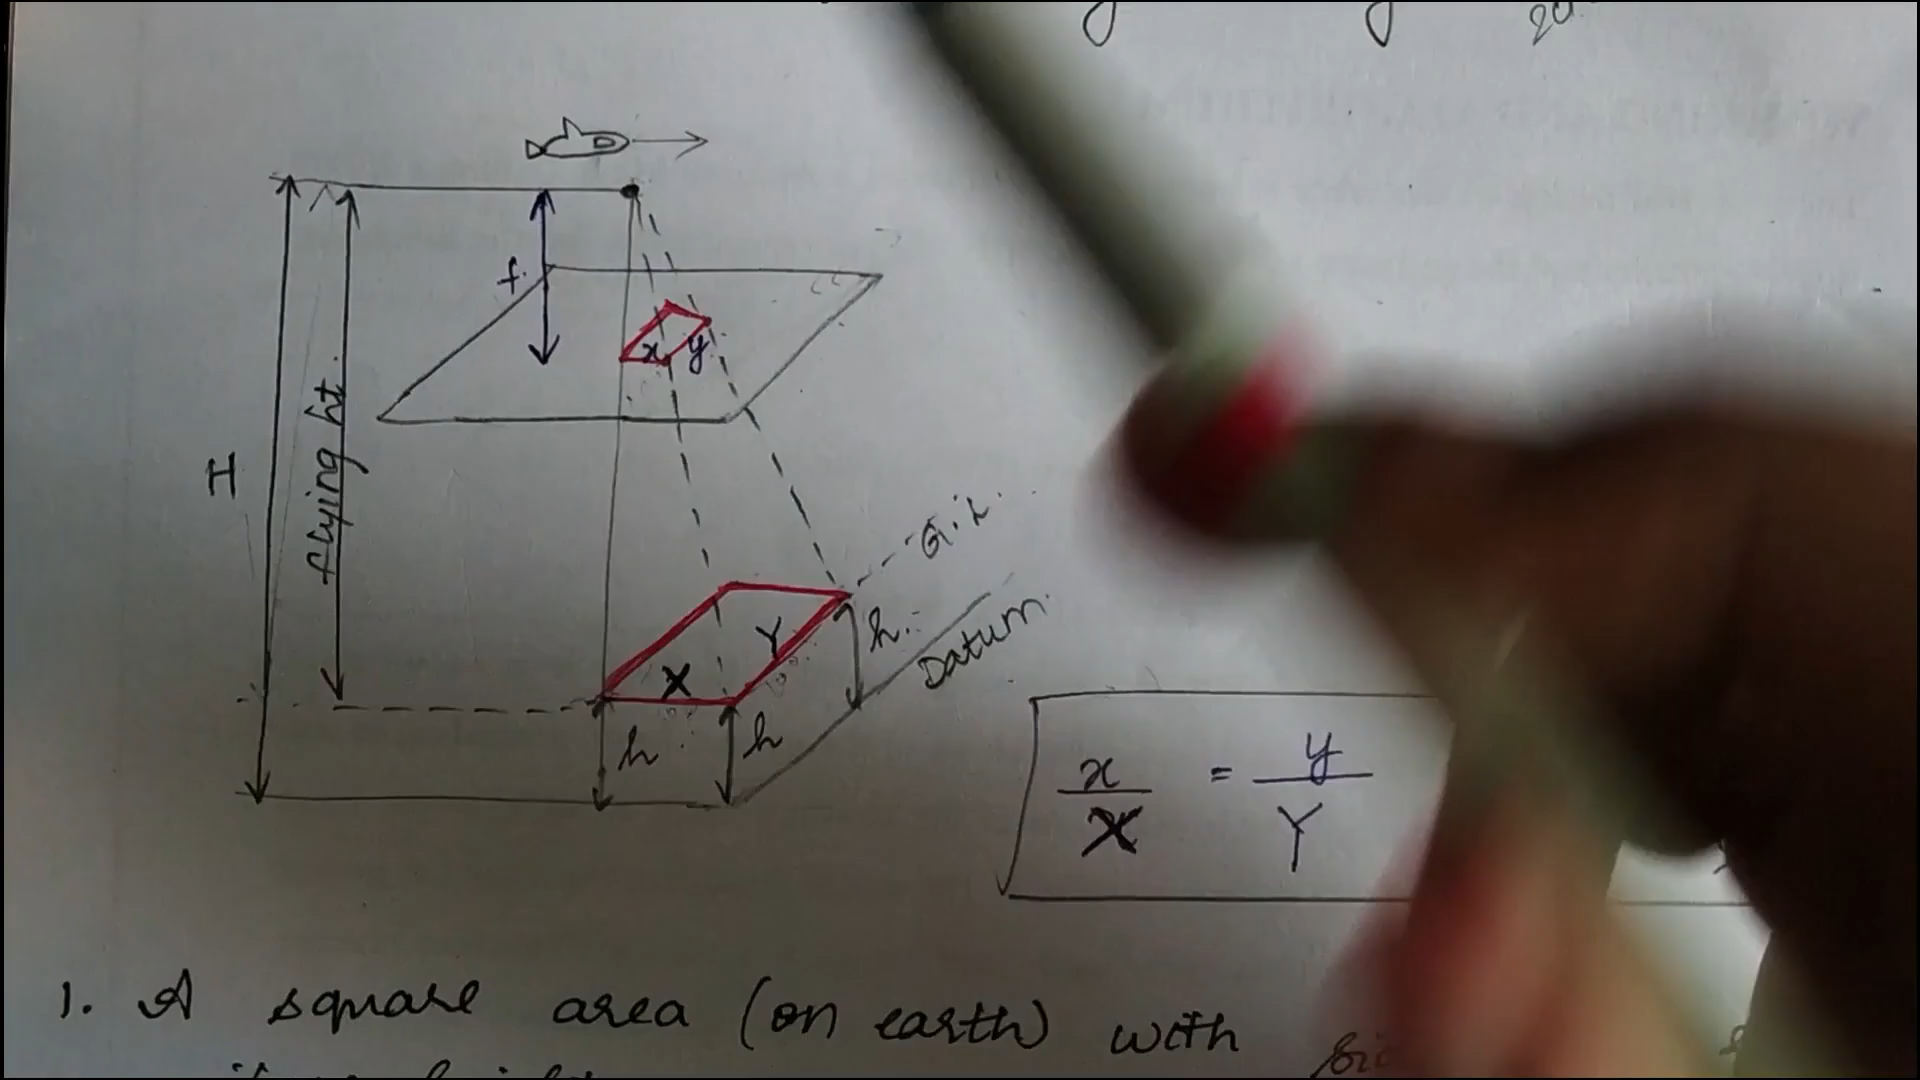 f.
x y
H
flying ht.
G.L.
X Y
h.
Datum.
h h
x/X = y/Y
1. A square area (on earth) with